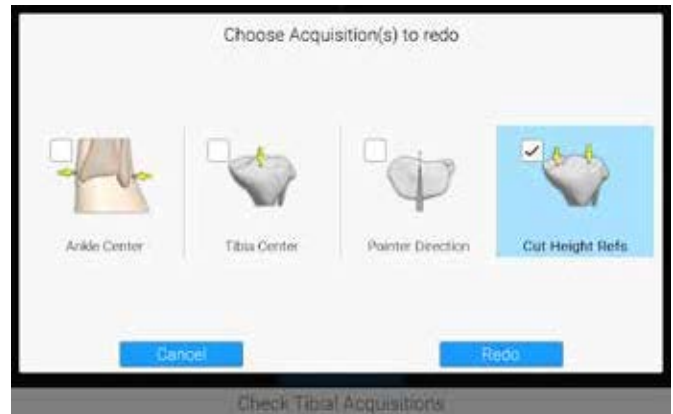 Choose Acquisition(s) to redo
Ankle Center
Tibia Center
Pointer Direction
Cut Height Refs
Cancel
Redo
Check Tibial Acquisitions